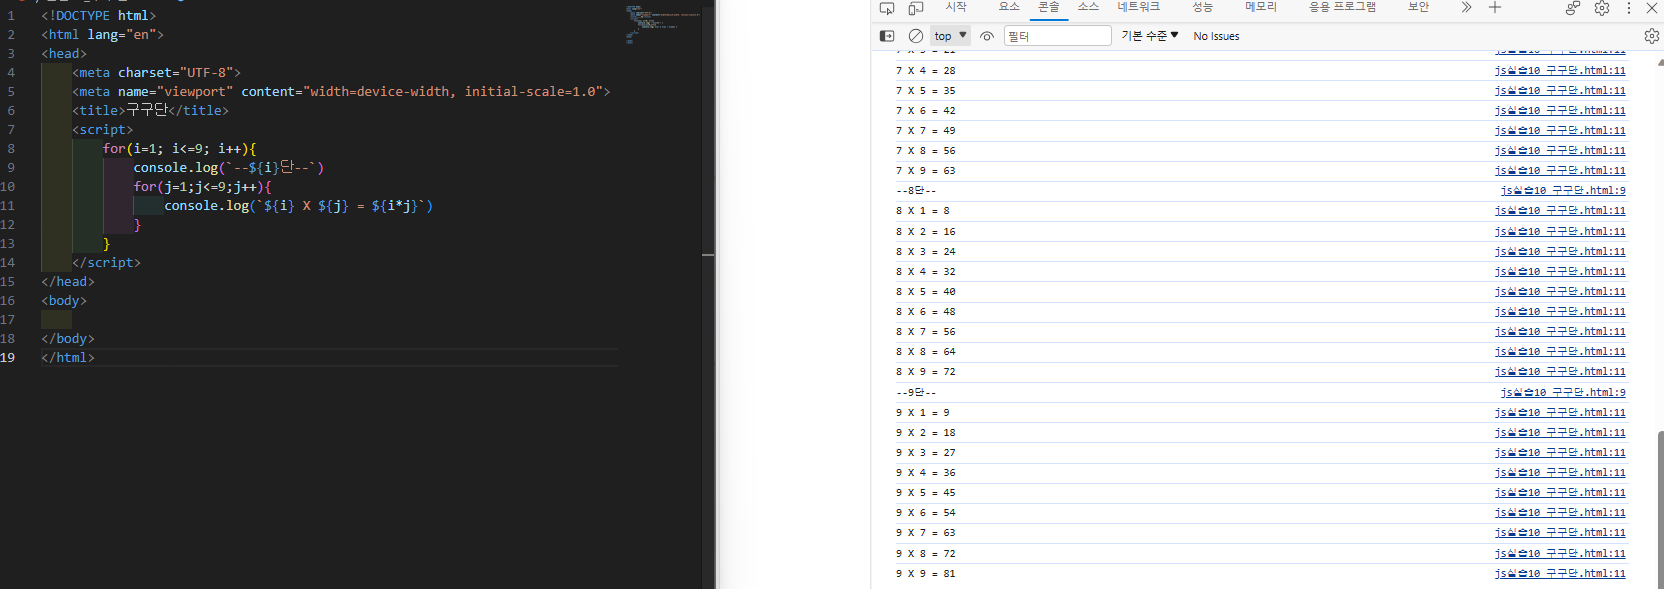 1 <!DOCTYPE html>
2 <html lang="en">
3 <head>
4 <meta charset="UTF-8">
5 <meta name="viewport" content="width=device-width, initial-scale=1.0">
6 <title>구구단</title>
7 <script>
8 for(i=1; i<=9; i++){
9 console.log(`--${i}단--`)
10 for(j=1;j<=9;j++){
11 console.log(`${i} X ${j} = ${i*j}`)
12 }
13 }
14 </script>
15 </head>
16 <body>
17
18 </body>
19 </html>
시작 요소 콘솔 소스 네트워크 성능 메모리 응용 프로그램 보안
top 필터 기본 수준 No Issues
7 X 4 = 28 js실습10 구구단.html:11
7 X 5 = 35 js실습10 구구단.html:11
7 X 6 = 42 js실습10 구구단.html:11
7 X 7 = 49 js실습10 구구단.html:11
7 X 8 = 56 js실습10 구구단.html:11
7 X 9 = 63 js실습10 구구단.html:11
--8단-- js실습10 구구단.html:9
8 X 1 = 8 js실습10 구구단.html:11
8 X 2 = 16 js실습10 구구단.html:11
8 X 3 = 24 js실습10 구구단.html:11
8 X 4 = 32 js실습10 구구단.html:11
8 X 5 = 40 js실습10 구구단.html:11
8 X 6 = 48 js실습10 구구단.html:11
8 X 7 = 56 js실습10 구구단.html:11
8 X 8 = 64 js실습10 구구단.html:11
8 X 9 = 72 js실습10 구구단.html:11
--9단-- js실습10 구구단.html:9
9 X 1 = 9 js실습10 구구단.html:11
9 X 2 = 18 js실습10 구구단.html:11
9 X 3 = 27 js실습10 구구단.html:11
9 X 4 = 36 js실습10 구구단.html:11
9 X 5 = 45 js실습10 구구단.html:11
9 X 6 = 54 js실습10 구구단.html:11
9 X 7 = 63 js실습10 구구단.html:11
9 X 8 = 72 js실습10 구구단.html:11
9 X 9 = 81 js실습10 구구단.html:11